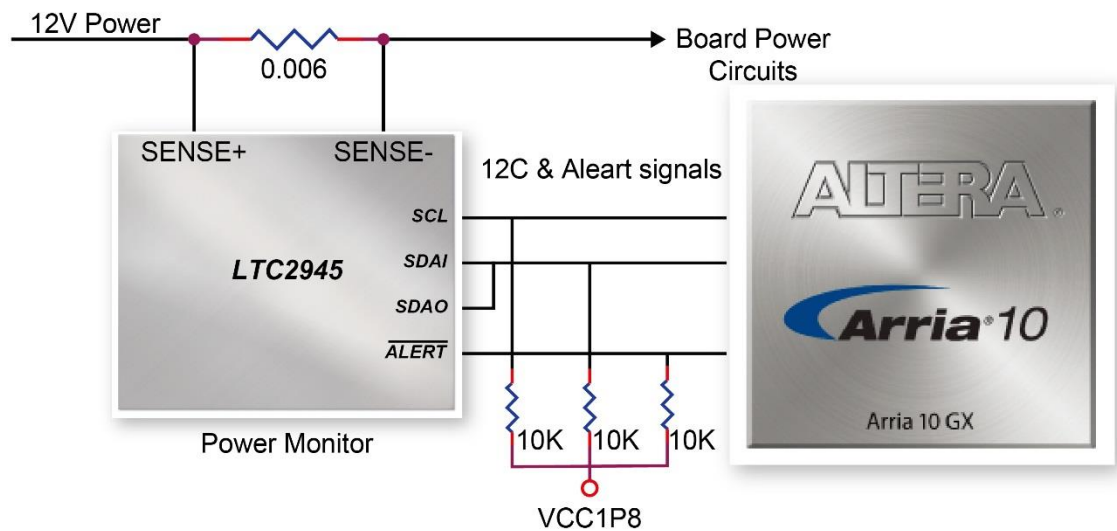 12V Power
0.006
Board Power
Circuits
SENSE+
SENSE-
12C & Aleart signals
SCL
SDAI
LTC2945
SDAO
ALERT
Power Monitor
10K
10K
10K
VCC1P8
ALTERA®
Arria® 10
Arria 10 GX